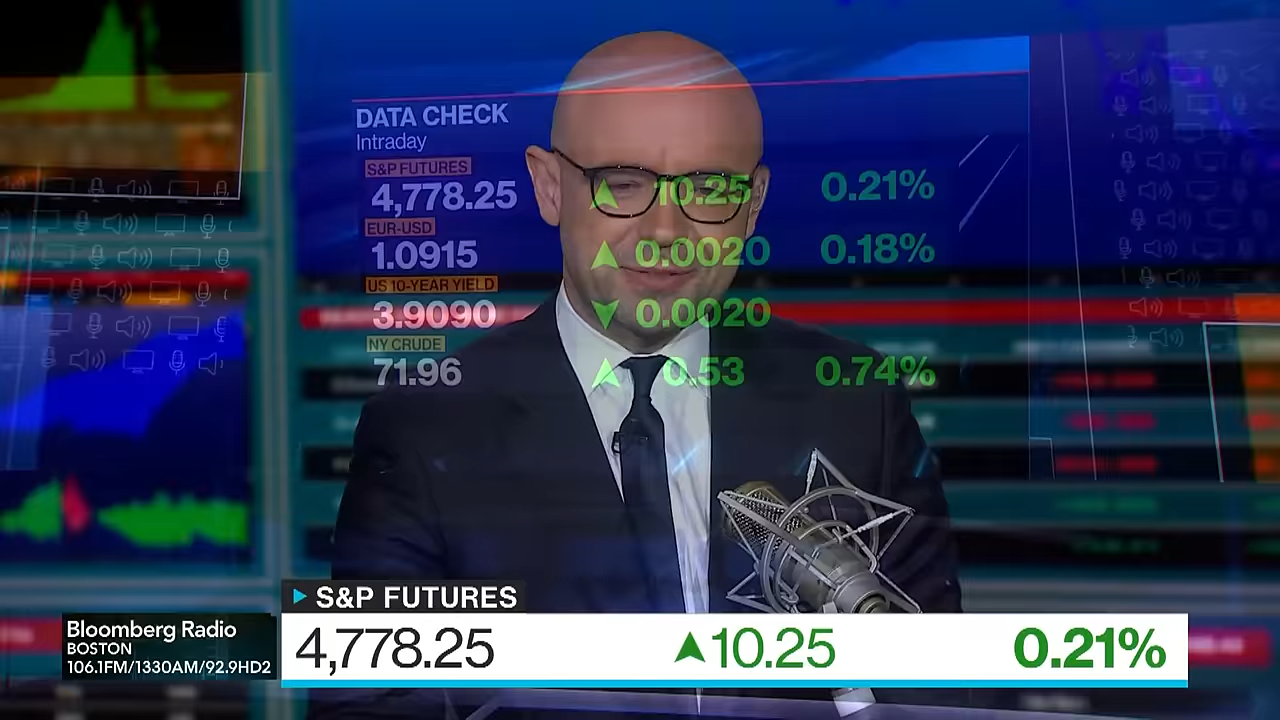 DATA CHECK
Intraday
S&P FUTURES
4,778.25 ▲ 10.25 0.21%
EUR-USD
1.0915 ▲ 0.0020 0.18%
US 10-YEAR YIELD
3.9090 ▼ 0.0020
NY CRUDE
71.96 ▲ 0.53 0.74%
S&P FUTURES
4,778.25 ▲10.25 0.21%
Bloomberg Radio
BOSTON
106.1FM/1330AM/92.9HD2